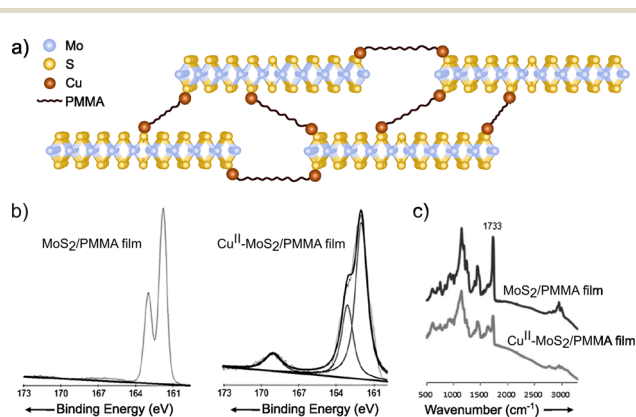 a)
Mo
S
Cu
PMMA
b)
MoS2/PMMA film
CuII-MoS2/PMMA film
173 170 167 164 161
Binding Energy (eV)
173 170 167 164 161
Binding Energy (eV)
c)
1733
MoS2/PMMA film
CuII-MoS2/PMMA film
500 1000 1500 2000 2500 3000
Wavenumber (cm-1)